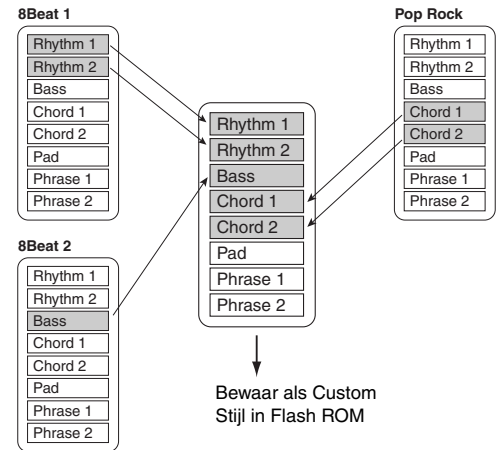 8Beat 1
Rhythm 1
Rhythm 2
Bass
Chord 1
Chord 2
Pad
Phrase 1
Phrase 2
8Beat 2
Rhythm 1
Rhythm 2
Bass
Chord 1
Chord 2
Pad
Phrase 1
Phrase 2
Rhythm 1
Rhythm 2
Bass
Chord 1
Chord 2
Pad
Phrase 1
Phrase 2
Bewaar als Custom
Stijl in Flash ROM
Pop Rock
Rhythm 1
Rhythm 2
Bass
Chord 1
Chord 2
Pad
Phrase 1
Phrase 2